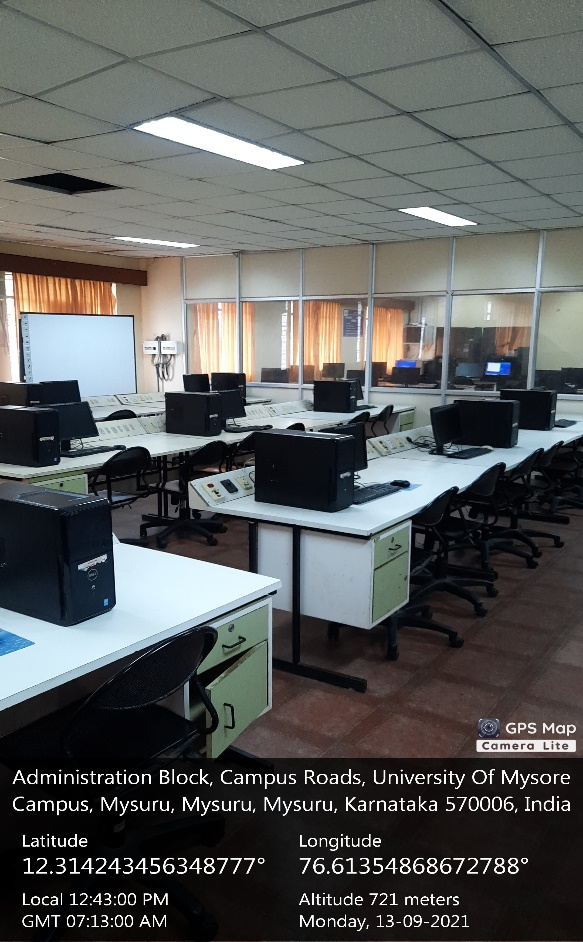 DELL
GPS Map
Camera Lite
Administration Block, Campus Roads, University Of Mysore
Campus, Mysuru, Mysuru, Mysuru, Karnataka 570006, India
Latitude
12.314243456348777°
Longitude
76.61354868672788°
Local 12:43:00 PM
GMT 07:13:00 AM
Altitude 721 meters
Monday, 13-09-2021